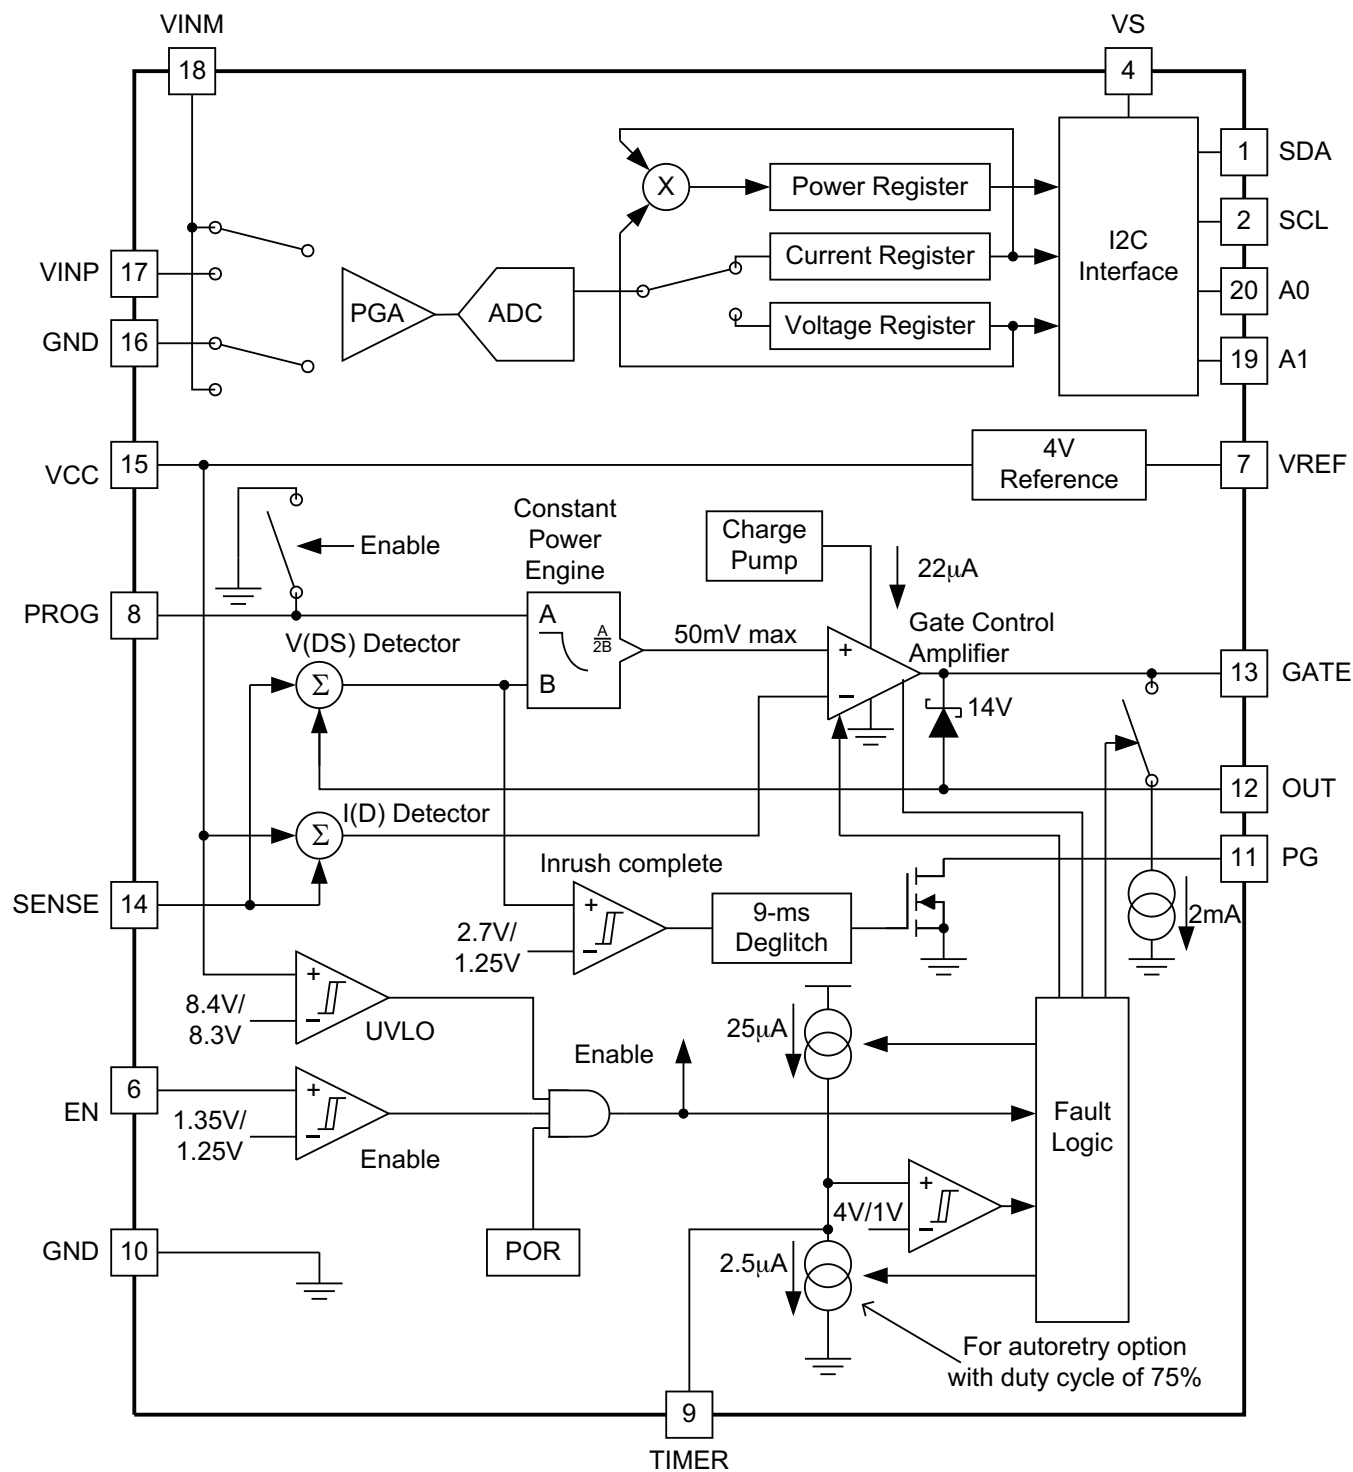 VINM
VS
18
4
1
SDA
X
Power Register
2
SCL
VINP
17
Current Register
I2C
Interface
PGA
ADC
20
A0
GND
16
Voltage Register
19
A1
VCC
15
4V
Reference
7
VREF
Constant
Power
Engine
Charge
Pump
Enable
22μA
PROG
8
A
A
2B
B
50mV max
Gate Control
Amplifier
V(DS) Detector
Σ
+
−
13
GATE
14V
12
OUT
I(D) Detector
Σ
Inrush complete
11
PG
SENSE
14
+
−
2.7V/
1.25V
9-ms
Deglitch
2mA
+
−
8.4V/
8.3V
UVLO
25μA
Enable
6
EN
+
−
1.35V/
1.25V
Enable
Fault
Logic
+
−
4V/1V
GND
10
POR
2.5μA
For autoretry option
with duty cycle of 75%
9
TIMER